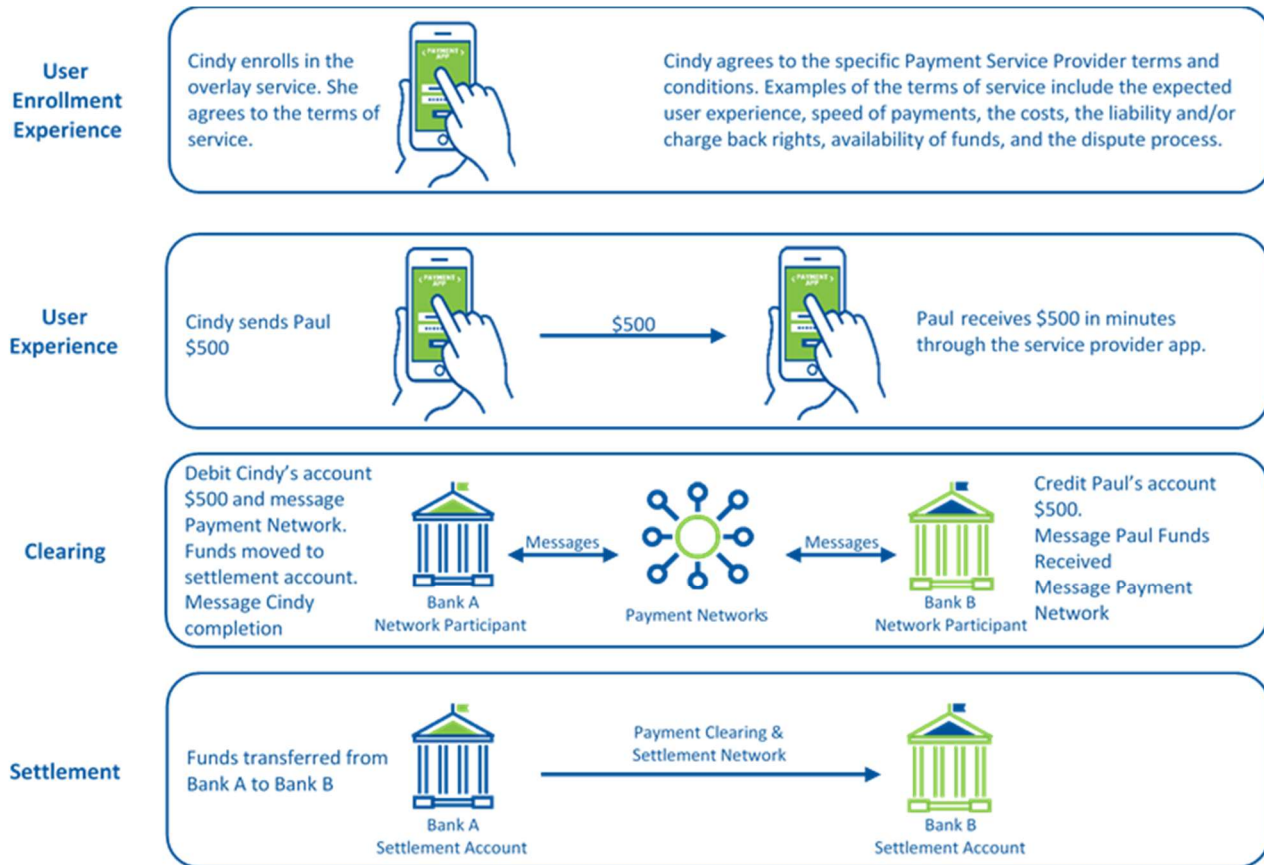 User
Enrollment
Experience
Cindy enrolls in the
overlay service. She
agrees to the terms of
service.
PAYMENT
APP
Cindy agrees to the specific Payment Service Provider terms and
conditions. Examples of the terms of service include the expected
user experience, speed of payments, the costs, the liability and/or
charge back rights, availability of funds, and the dispute process.
User
Experience
Cindy sends Paul
$500
PAYMENT
APP
$500
PAYMENT
APP
Paul receives $500 in minutes
through the service provider app.
Clearing
Debit Cindy’s account
$500 and message
Payment Network.
Funds moved to
settlement account.
Message Cindy
completion
Bank A
Network Participant
Messages
Payment Networks
Messages
Bank B
Network Participant
Credit Paul’s account
$500.
Message Paul Funds
Received
Message Payment
Network
Settlement
Funds transferred from
Bank A to Bank B
Bank A
Settlement Account
Payment Clearing &
Settlement Network
Bank B
Settlement Account